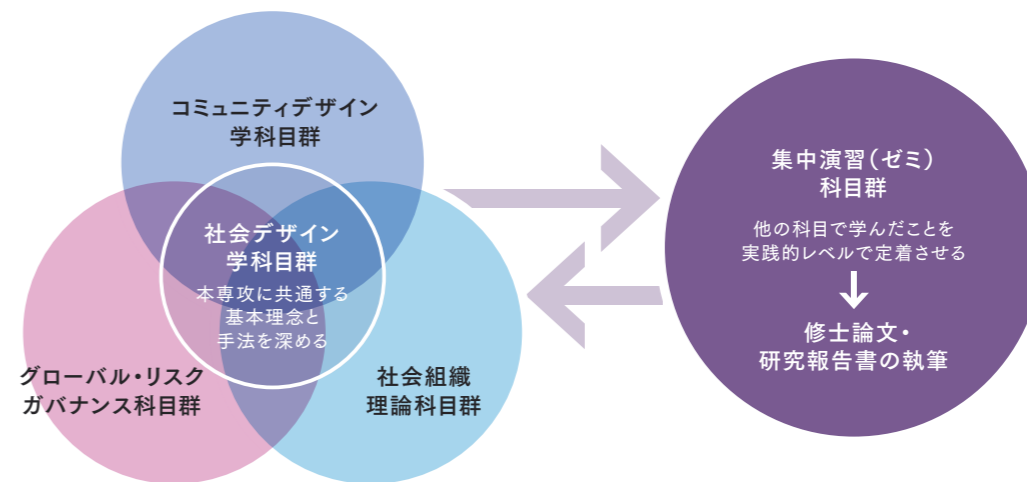 コミュニティデザイン
学科目群
社会デザイン
学科目群
本専攻に共通する
基本理念と
手法を深める
グローバル・リスク
ガバナンス科目群
社会組織
理論科目群
集中演習(ゼミ)
科目群
他の科目で学んだことを
実践的レベルで定着させる
修士論文・
研究報告書の執筆